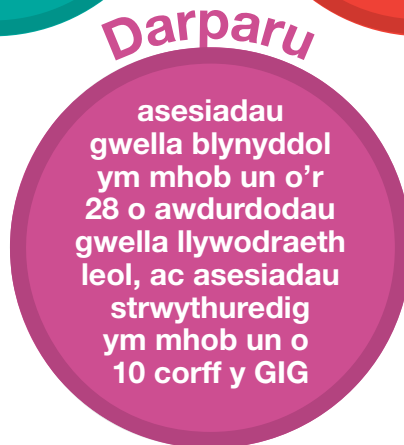 Darparu
asesiadau
gwella blynyddol
ym mhob un o'r
28 o awdurdodau
gwella llywodraeth
leol, ac asesiadau
strwythuredig
ym mhob un o
10 corff y GIG